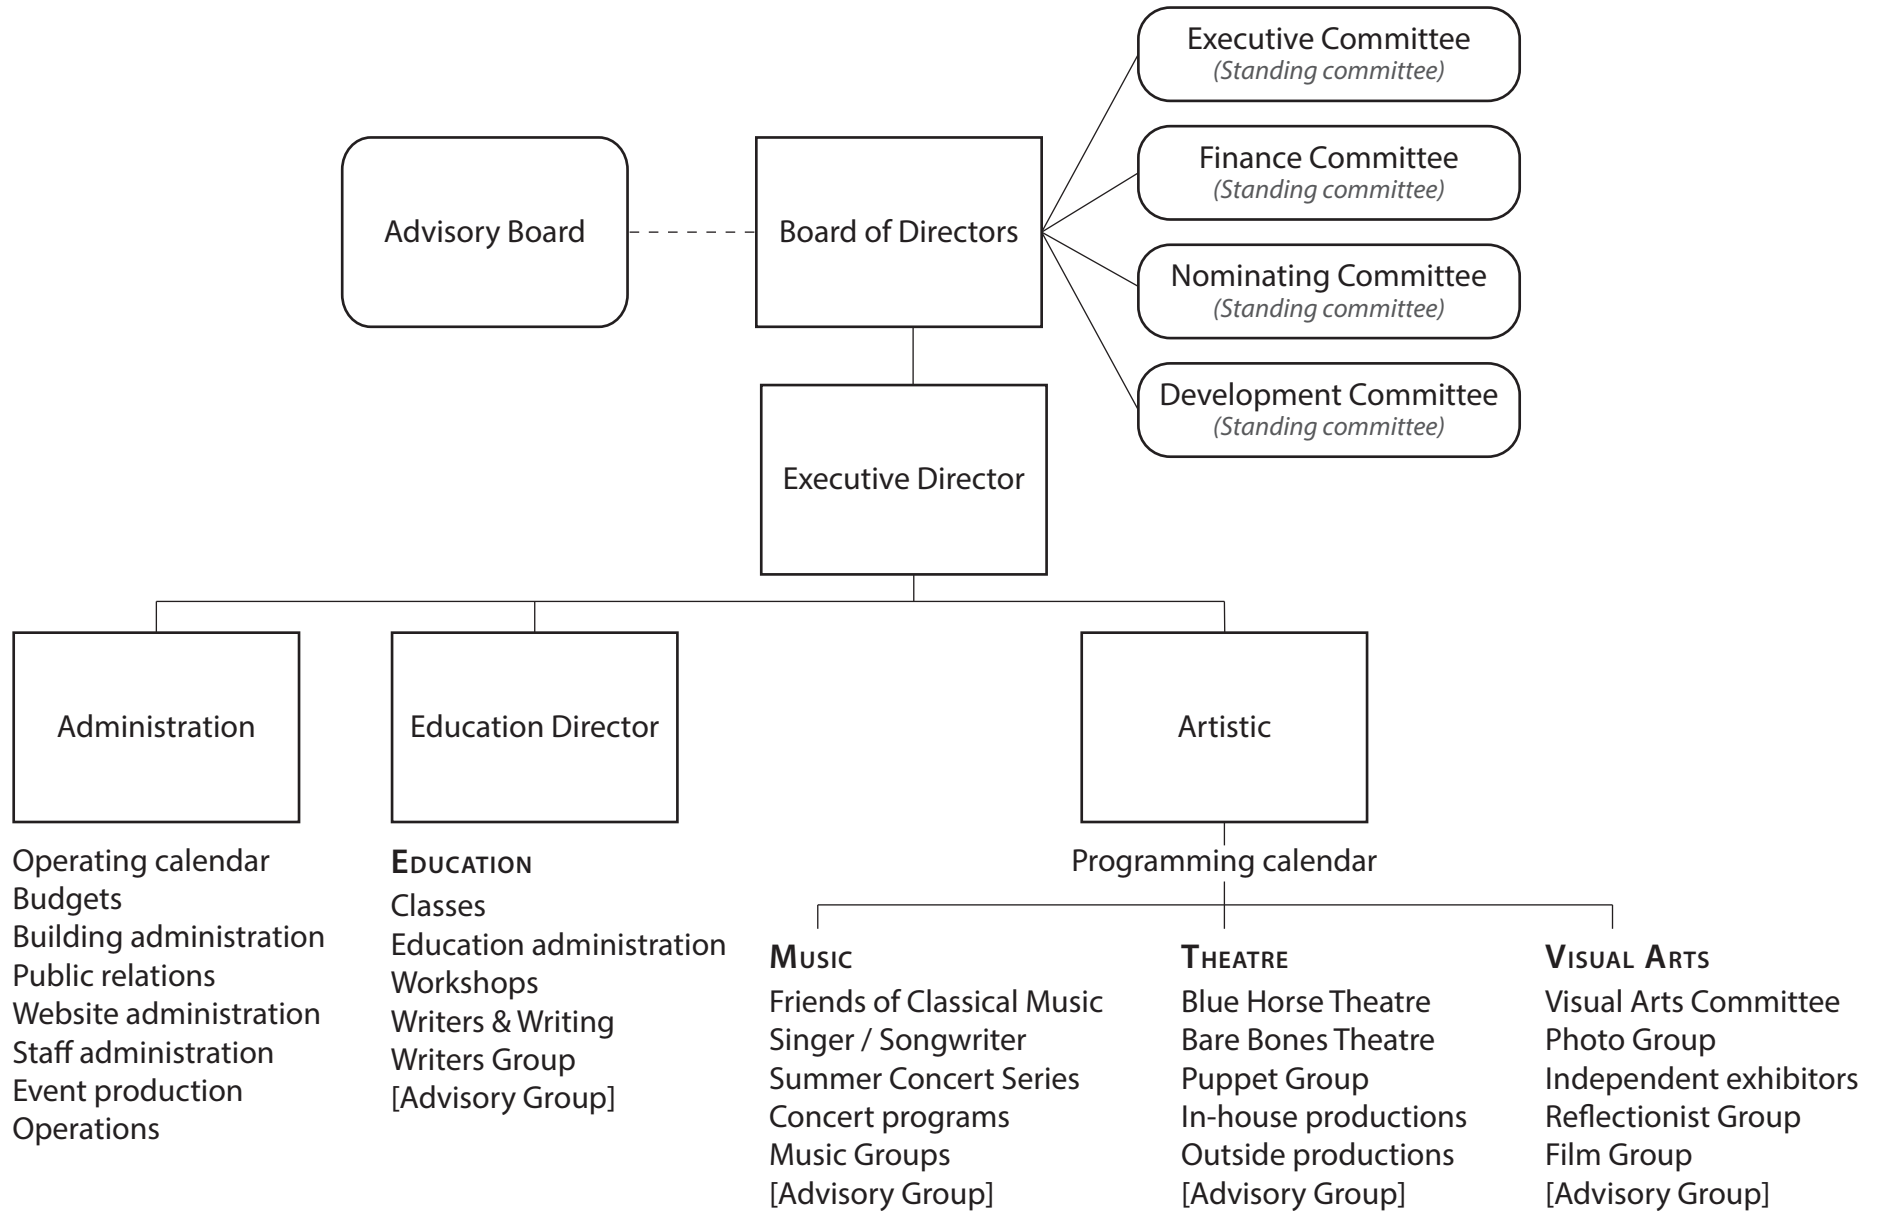 Executive Committee
(Standing committee)
Finance Committee
(Standing committee)
Advisory Board
Board of Directors
Nominating Committee
(Standing committee)
Development Committee
(Standing committee)
Executive Director
Administration
Education Director
Artistic
Operating calendar
Budgets
Building administration
Public relations
Website administration
Staff administration
Event production
Operations
EDUCATION
Classes
Education administration
Workshops
Writers & Writing
Writers Group
[Advisory Group]
Programming calendar
MUSIC
Friends of Classical Music
Singer / Songwriter
Summer Concert Series
Concert programs
Music Groups
[Advisory Group]
THEATRE
Blue Horse Theatre
Bare Bones Theatre
Puppet Group
In-house productions
Outside productions
[Advisory Group]
VISUAL ARTS
Visual Arts Committee
Photo Group
Independent exhibitors
Reflectionist Group
Film Group
[Advisory Group]